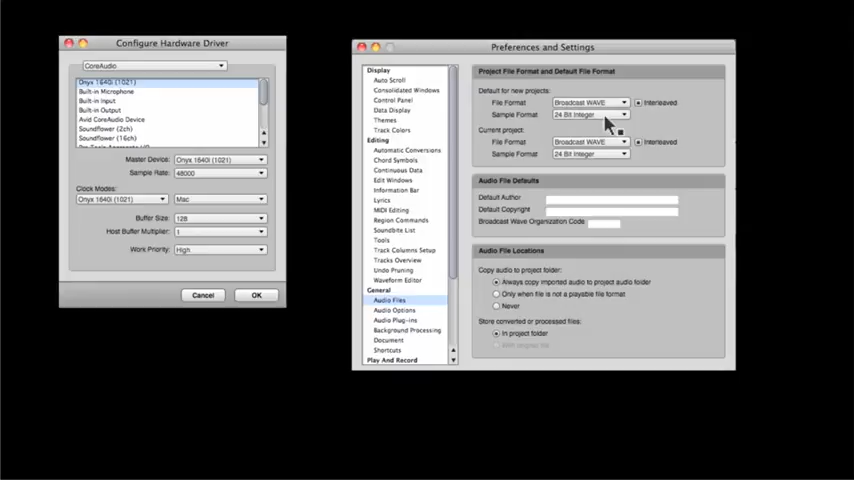 Configure Hardware Driver
CoreAudio
Onyx 1640i (1021)
Built-in Microphone
Built-in Input
Built-in Output
Avid CoreAudio Device
Soundflower (2ch)
Soundflower (16ch)
Master Device: Onyx 1640i (1021)
Sample Rate: 48000
Clock Modes:
Onyx 1640i (1021) Mac
Buffer Size: 128
Host Buffer Multiplier: 1
Work Priority: High
Cancel OK
Preferences and Settings
Display
Auto Scroll
Consolidated Windows
Control Panel
Data Display
Themes
Track Colors
Editing
Automatic Conversions
Chord Symbols
Continuous Data
Edit Windows
Information Bar
Lyrics
MIDI Editing
Region Commands
Soundbite List
Tools
Track Columns Setup
Tracks Overview
Undo Pruning
Waveform Editor
General
Audio Files
Audio Options
Audio Plug-ins
Background Processing
Document
Shortcuts
Play And Record
Project File Format and Default File Format
Default for new projects:
File Format Broadcast WAVE Interleaved
Sample Format 24 Bit Integer
Current project:
File Format Broadcast WAVE Interleaved
Sample Format 24 Bit Integer
Audio File Defaults
Default Author
Default Copyright
Broadcast Wave Organization Code
Audio File Locations
Copy audio to project folder:
Always copy imported audio to project audio folder
Only when file is not a playable file format
Never
Store converted or processed files:
In project folder